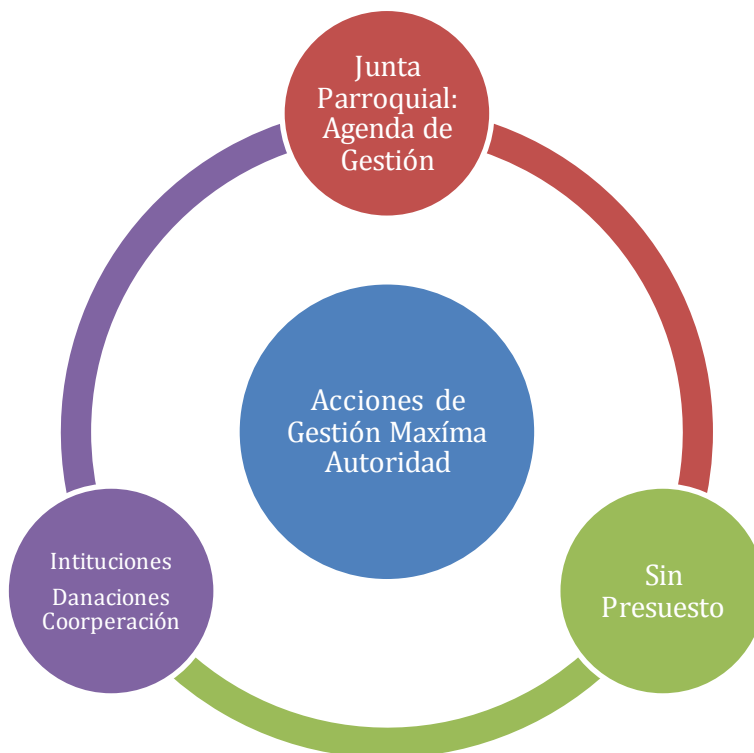 Junta
Parroquial:
Agenda de
Gestión
Acciones de
Gestión Maxíma
Autoridad
Intituciones
Danaciones
Coorperación
Sin
Presuesto